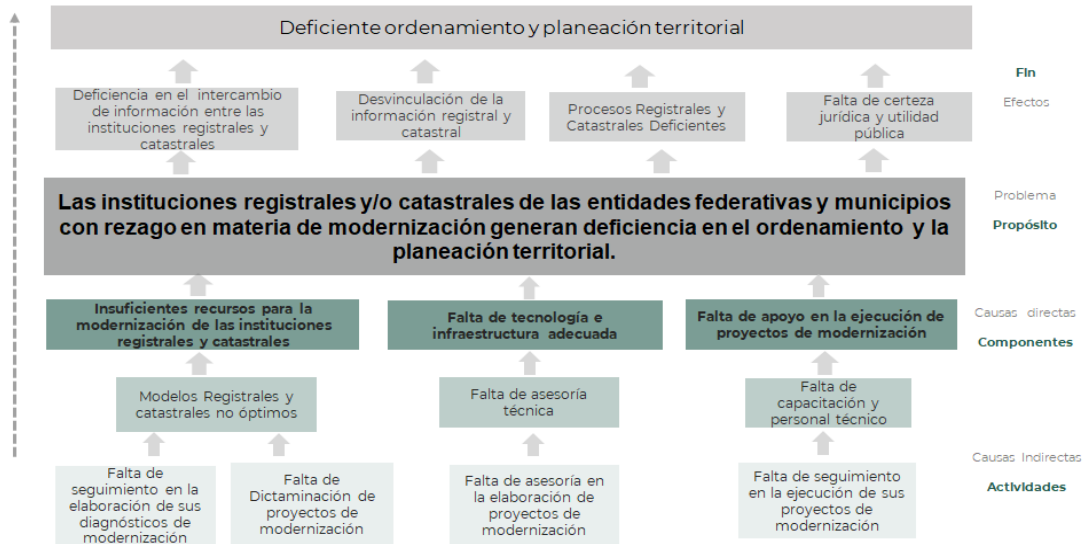 Deficiente ordenamiento y planeación territorial
Fin
Efectos
Deficiencia en el intercambio
de información entre las
instituciones registrales y
catastrales
Desvinculación de la
información registral y
catastral
Procesos Registrales y
Catastrales Deficientes
Falta de certeza
jurídica y utilidad
pública
Las instituciones registrales y/o catastrales de las entidades federativas y municipios
con rezago en materia de modernización generan deficiencia en el ordenamiento y la
planeación territorial.
Problema
Propósito
Insuficientes recursos para la
modernización de las instituciones
registrales y catastrales
Falta de tecnología e
infraestructura adecuada
Falta de apoyo en la ejecución de
proyectos de modernización
Causas directas
Componentes
Modelos Registrales y
catastrales no óptimos
Falta de asesoría
técnica
Falta de
capacitación y
personal técnico
Falta de
seguimiento en la
elaboración de sus
diagnósticos de
modernización
Falta de
Dictaminación de
proyectos de
modernización
Falta de asesoría en
la elaboración de
proyectos de
modernización
Falta de seguimiento
en la ejecución de sus
proyectos de
modernización
Causas Indirectas
Actividades